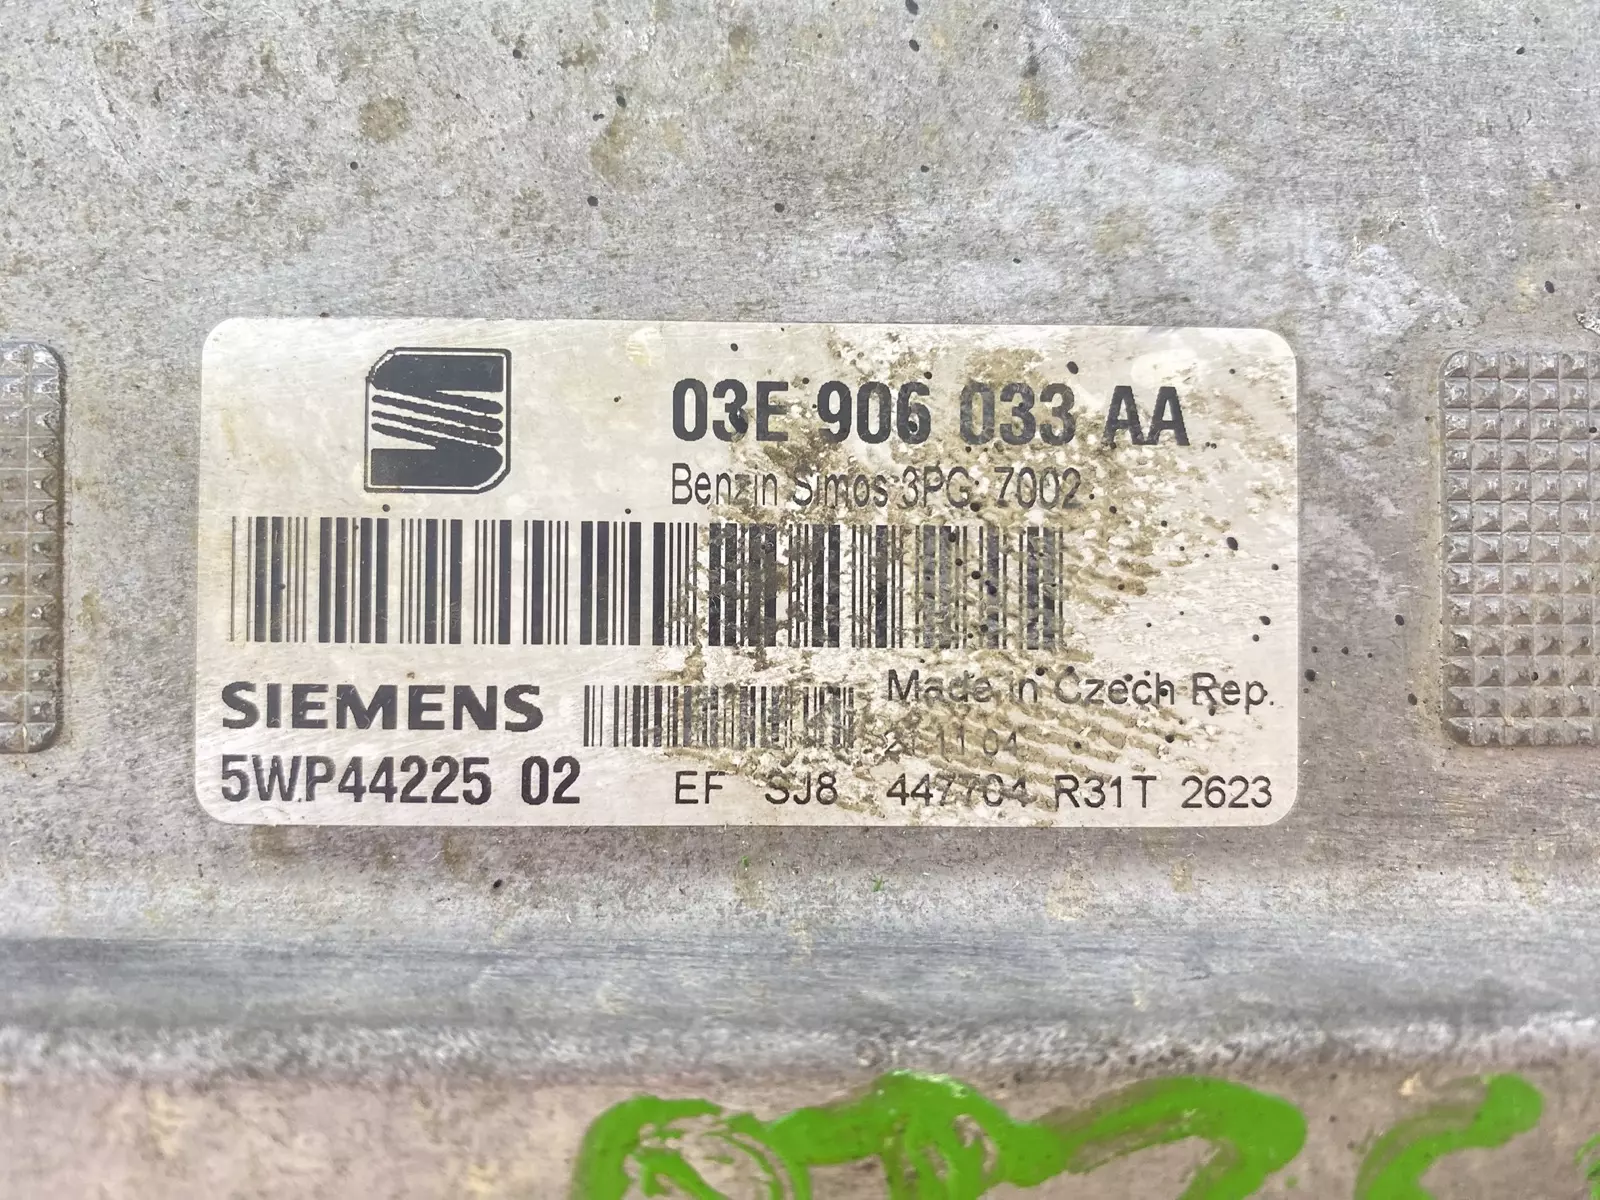 03E 906 033 AA
Benzin Simos 3PG 7002
SIEMENS
Made in Czech Rep.
5WP44225 02
EF SJ8 447704 R31T 2623